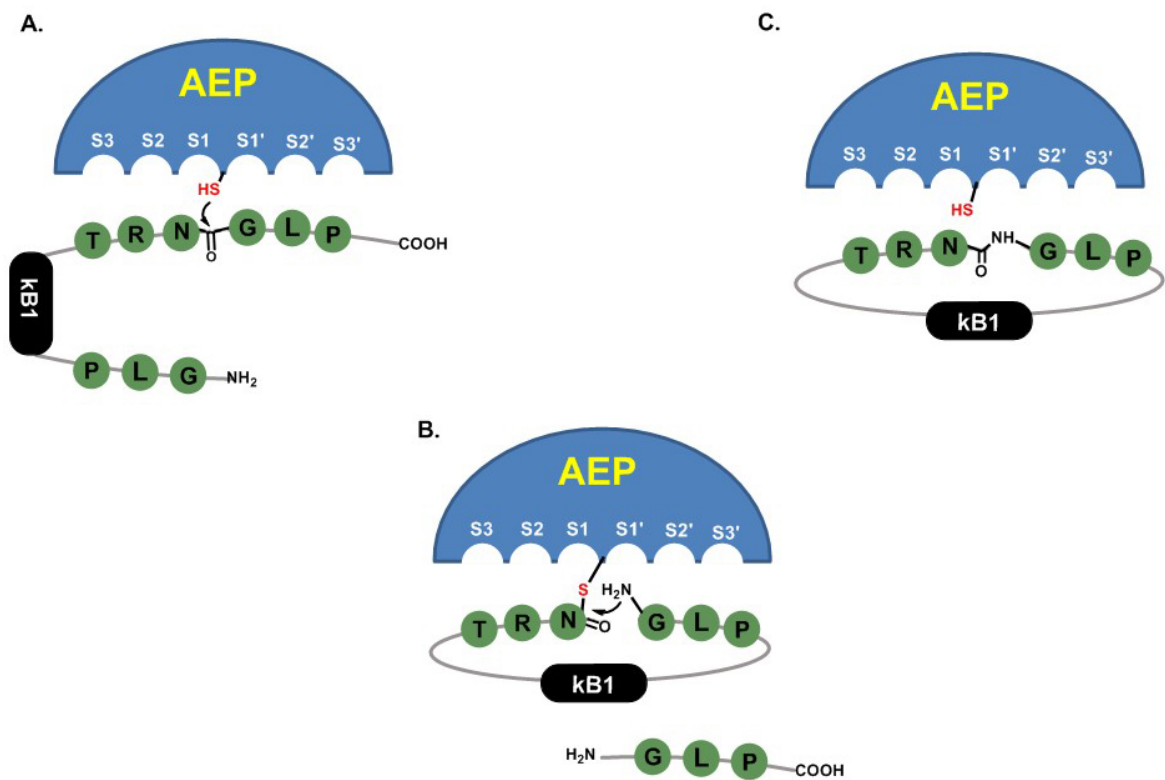 A.
AEP
S3 S2 S1 S1' S2' S3'
HS
T R N G L P COOH
O
kB1
P L G NH2
C.
AEP
S3 S2 S1 S1' S2' S3'
HS
T R N NH G L P
O
kB1
B.
AEP
S3 S2 S1 S1' S2' S3'
S H2N
T R N O G L P
kB1
H2N G L P COOH